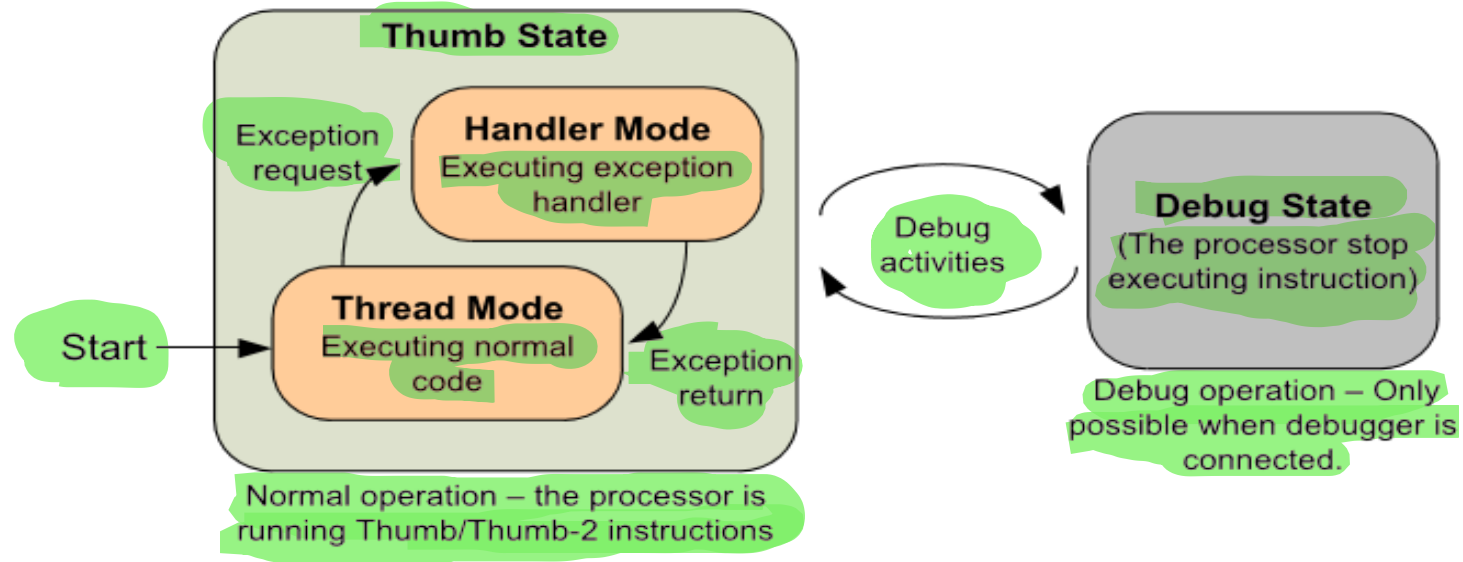 Thumb State
Exception
request
Handler Mode
Executing exception
handler
Start
Thread Mode
Executing normal
code
Exception
return
Normal operation – the processor is
running Thumb/Thumb-2 instructions
Debug
activities
Debug State
(The processor stop
executing instruction)
Debug operation – Only
possible when debugger is
connected.